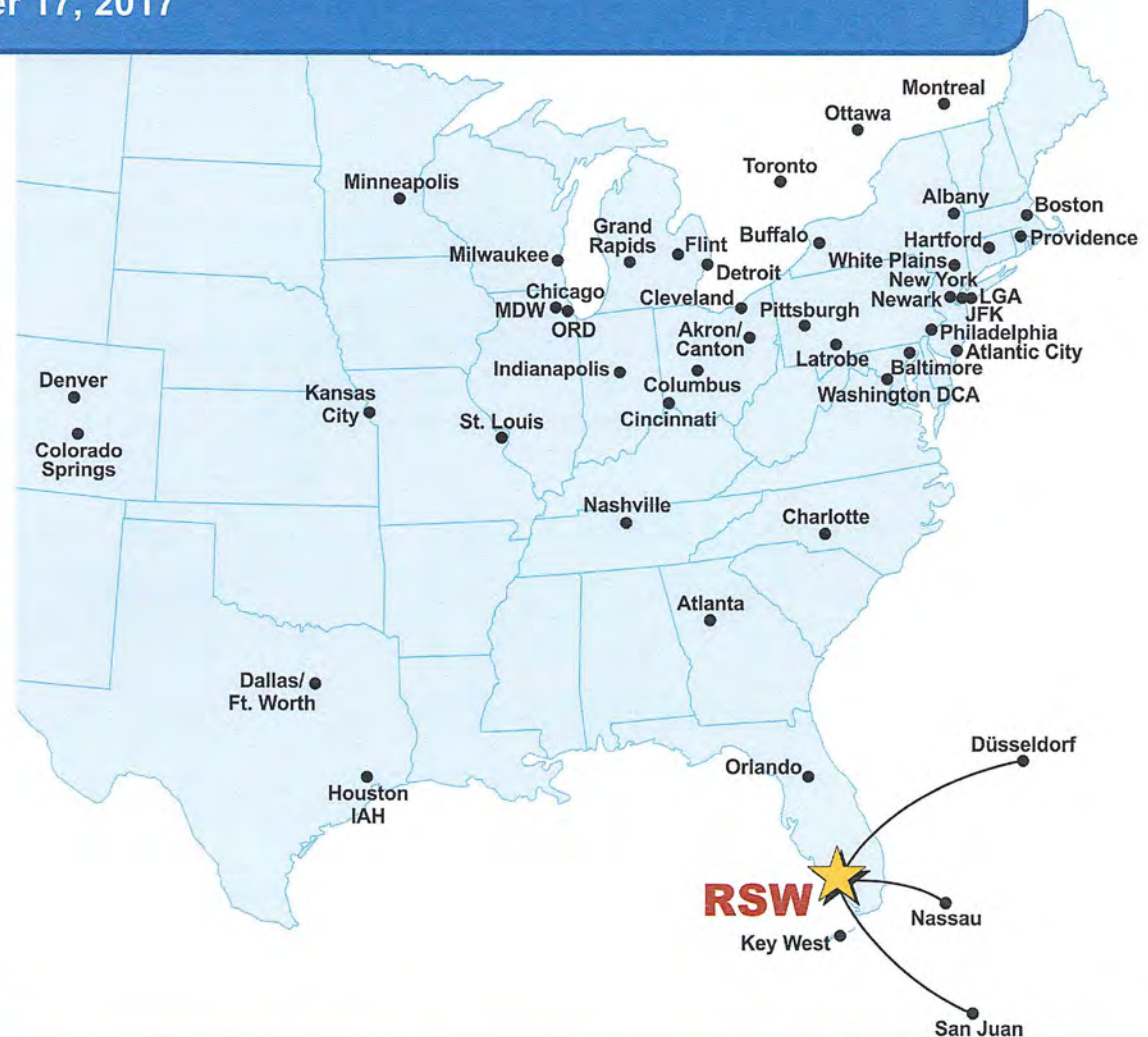 er 17, 2017
Montreal
Ottawa
Toronto
Minneapolis
Albany
Boston
Grand
Rapids
Flint
Buffalo
Hartford
Providence
Milwaukee
Detroit
White Plains
New York
Chicago
MDW
ORD
Cleveland
Pittsburgh
Newark
LGA
JFK
Akron/
Canton
Philadelphia
Latrobe
Atlantic City
Baltimore
Indianapolis
Columbus
Washington DCA
Denver
Kansas
City
St. Louis
Cincinnati
Colorado
Springs
Nashville
Charlotte
Atlanta
Dallas/
Ft. Worth
Düsseldorf
Orlando
Houston
IAH
RSW
Nassau
Key West
San Juan